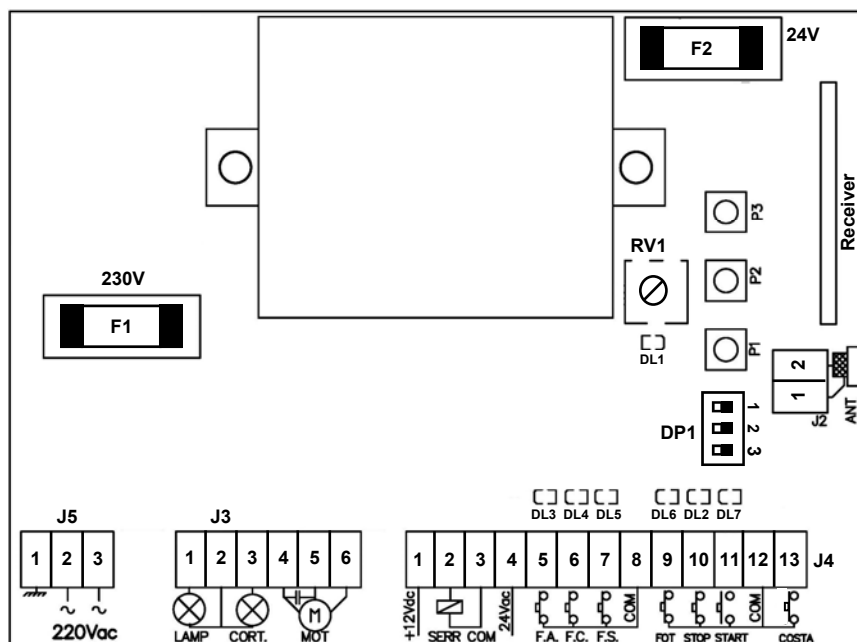 24V
F2
P3
Receiver
RV1
P2
230V
F1
P1
DL1
2
1
J2
ANT
DP1
1
2
3
DL3 DL4 DL5 DL6 DL2 DL7
J5
J3
1 2 3
1 2 3 4 5 6
1 2 3 4 5 6 7 8 9 10 11 12 13
J4
~ ~
220Vac
M
LAMP CORT. MOT
+12Vdc SERR COM 24Vac F.A. F.C. F.S. COM FOT STOP START COM COSTA